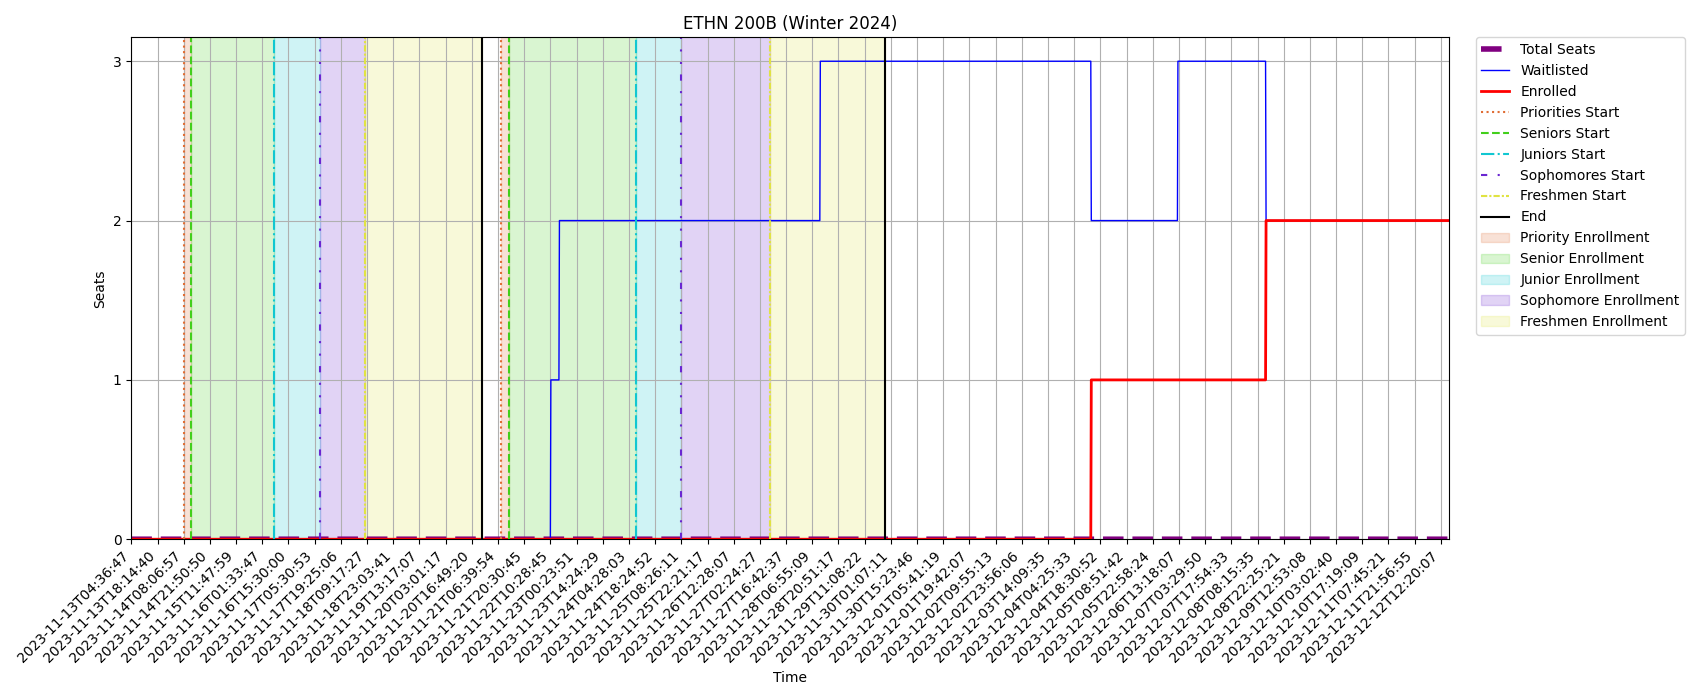 ETHN 200B (Winter 2024)
Seats
3
2
1
0
2023-11-13T04:36:47
2023-11-13T18:14:40
2023-11-14T08:06:57
2023-11-14T21:50:50
2023-11-15T11:47:59
2023-11-16T01:33:47
2023-11-16T15:30:00
2023-11-17T05:30:53
2023-11-17T19:25:06
2023-11-18T09:17:27
2023-11-18T23:03:41
2023-11-19T13:17:07
2023-11-20T03:01:17
2023-11-20T16:49:20
2023-11-21T06:39:54
2023-11-21T20:30:45
2023-11-22T10:28:45
2023-11-23T00:23:51
2023-11-23T14:24:29
2023-11-24T04:28:03
2023-11-24T18:24:52
2023-11-25T08:26:11
2023-11-25T22:21:17
2023-11-26T12:28:07
2023-11-27T02:24:27
2023-11-27T16:42:37
2023-11-28T06:55:09
2023-11-28T20:51:17
2023-11-29T11:08:22
2023-11-30T01:07:11
2023-11-30T15:23:46
2023-12-01T05:41:19
2023-12-01T19:42:07
2023-12-02T09:55:13
2023-12-02T23:56:06
2023-12-03T14:09:35
2023-12-04T04:25:33
2023-12-04T18:30:52
2023-12-05T08:51:42
2023-12-05T22:58:24
2023-12-06T13:18:07
2023-12-07T03:29:50
2023-12-07T17:54:33
2023-12-08T08:15:35
2023-12-08T22:25:21
2023-12-09T12:53:08
2023-12-10T03:02:40
2023-12-10T17:19:09
2023-12-11T07:45:21
2023-12-11T21:56:55
2023-12-12T12:20:07
Time
Total Seats
Waitlisted
Enrolled
Priorities Start
Seniors Start
Juniors Start
Sophomores Start
Freshmen Start
End
Priority Enrollment
Senior Enrollment
Junior Enrollment
Sophomore Enrollment
Freshmen Enrollment